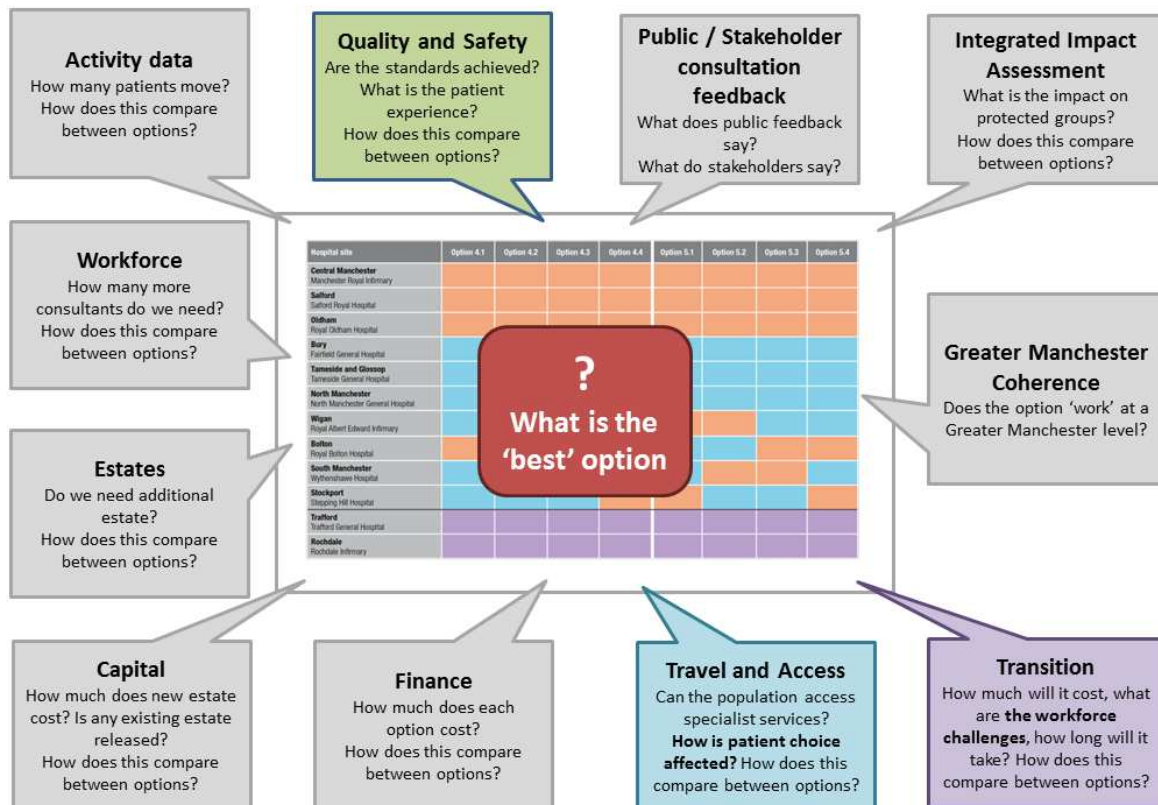 Activity data
How many patients move?
How does this compare
between options?
Quality and Safety
Are the standards achieved?
What is the patient
experience?
How does this compare
between options?
Public / Stakeholder
consultation
feedback
What does public feedback
say?
What do stakeholders say?
Integrated Impact
Assessment
What is the impact on
protected groups?
How does this compare
between options?
Workforce
How many more
consultants do we need?
How does this compare
between options?
Hospital site Option 4.1 Option 4.2 Option 4.3 Option 4.4 Option 5.1 Option 5.2 Option 5.3 Option 5.4
Central Manchester
Manchester Royal Infirmary
Salford
Salford Royal Hospital
Oldham
Royal Oldham Hospital
Bury
Fairfield General Hospital
Tameside and Glossop
Tameside General Hospital
North Manchester
North Manchester General Hospital
Wigan
Royal Albert Edward Infirmary
Bolton
Royal Bolton Hospital
South Manchester
Wythenshawe Hospital
Stockport
Stepping Hill Hospital
Trafford
Trafford General Hospital
Rochdale
Rochdale Infirmary
?
What is the
‘best’ option
Greater Manchester
Coherence
Does the option ‘work’ at a
Greater Manchester level?
Estates
Do we need additional
estate?
How does this compare
between options?
Capital
How much does new estate
cost? Is any existing estate
released?
How does this compare
between options?
Finance
How much does each
option cost?
How does this compare
between options?
Travel and Access
Can the population access
specialist services?
How is patient choice
affected? How does this
compare between options?
Transition
How much will it cost, what
are the workforce
challenges, how long will it
take? How does this
compare between options?